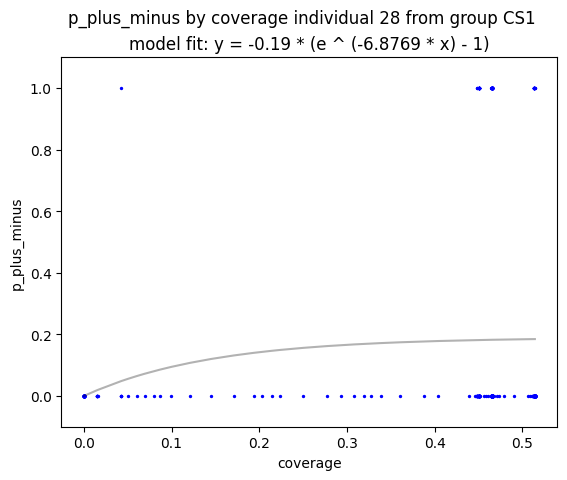 p_plus_minus by coverage individual 28 from group CS1
model fit: y = -0.19 * (e ^ (-6.8769 * x) - 1)
p_plus_minus
1.0
0.8
0.6
0.4
0.2
0.0
0.0 0.1 0.2 0.3 0.4 0.5
coverage